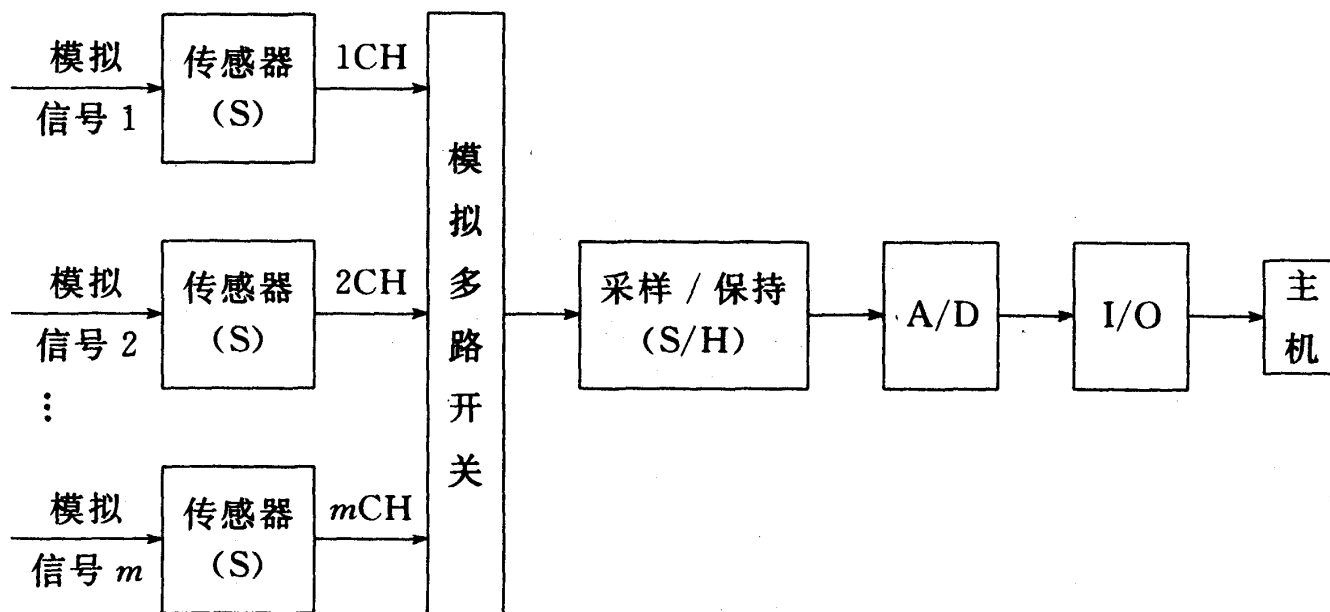 模拟
信号 1
传感器
(S)
1CH
模拟
信号 2
传感器
(S)
2CH
⋮
模拟
信号 m
传感器
(S)
mCH
模
拟
多
路
开
关
采样 / 保持
(S/H)
A/D
I/O
主
机